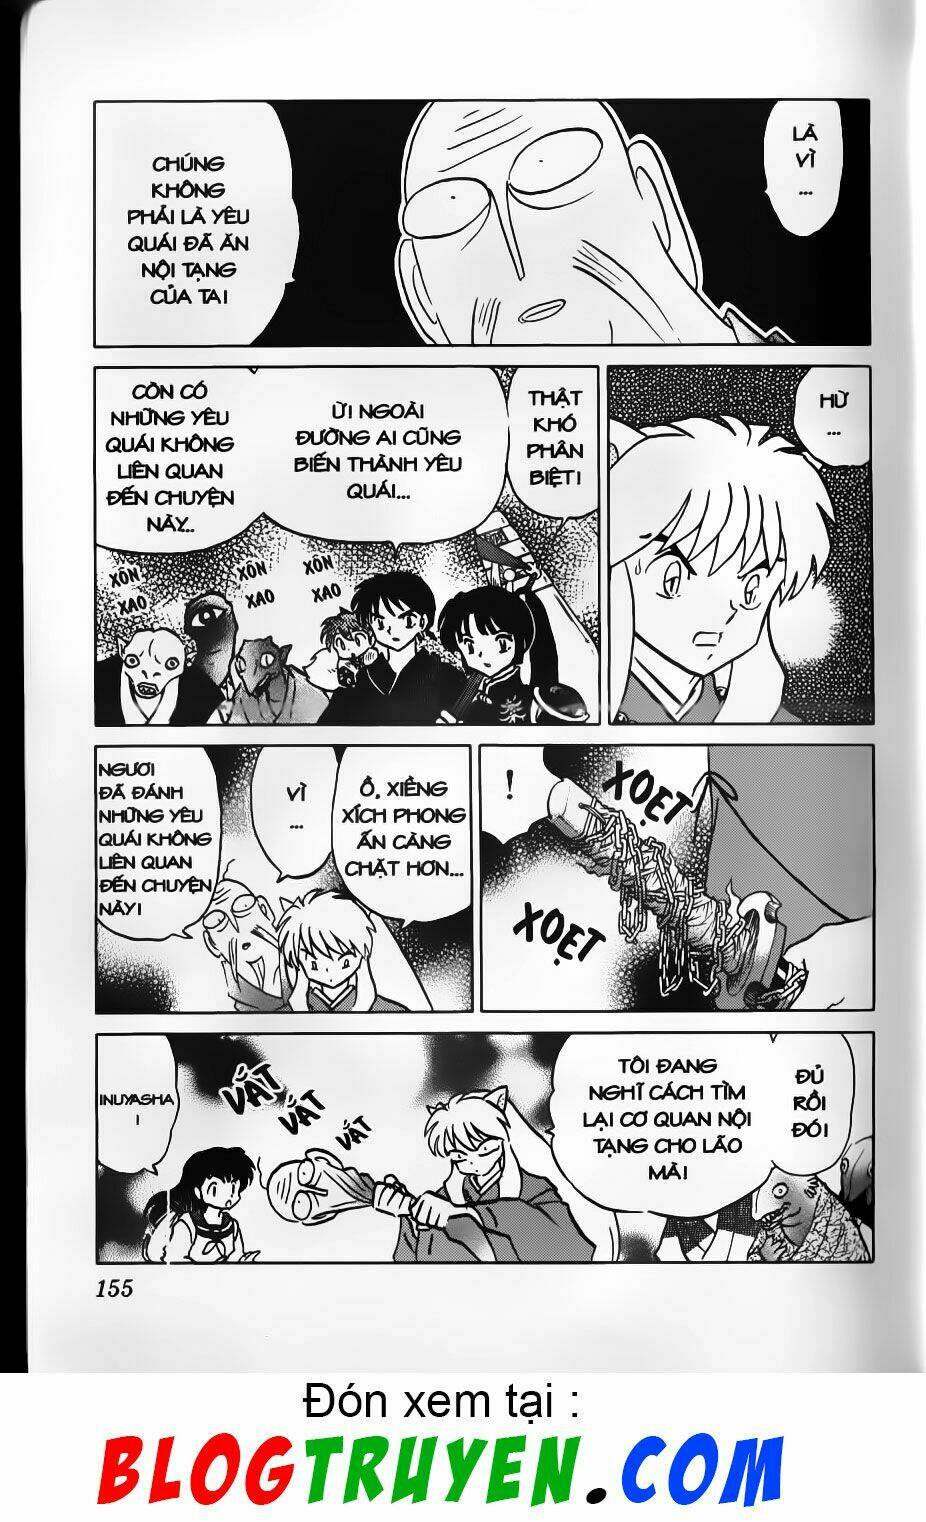 LÀ
VÌ
...
CHÚNG
KHÔNG
PHẢI LÀ YÊU
QUÁI ĐÃ ĂN
NỘI TẠNG
CỦA TA!
HỪ
...
THẬT
KHÓ
PHÂN
BIỆT!
ỪI NGOÀI
ĐƯỜNG AI CŨNG
BIẾN THÀNH YÊU
QUÁI...
CÒN CÓ
NHỮNG YÊU
QUÁI KHÔNG
LIÊN QUAN
ĐẾN CHUYỆN
NÀY...
XÔN
XAO
XÔN
XAO
XÔN
XAO
!
XOẸT
XOẸT
Ồ, XIỀNG
XÍCH PHONG
ẤN CÀNG
CHẶT HƠN...
VÌ
...
NGƯƠI
ĐÃ ĐÁNH
NHỮNG YÊU
QUÁI KHÔNG
LIÊN QUAN
ĐẾN CHUYỆN
NÀY!
ĐỦ
RỒI
ĐÓ!
TÔI ĐANG
NGHĨ CÁCH TÌM
LẠI CƠ QUAN NỘI
TẠNG CHO LÃO
MÀ!
VẮT
VẮT
VẮT
INUYASHA
!
155
Đón xem tại :
BLOGTRUYEN.COM